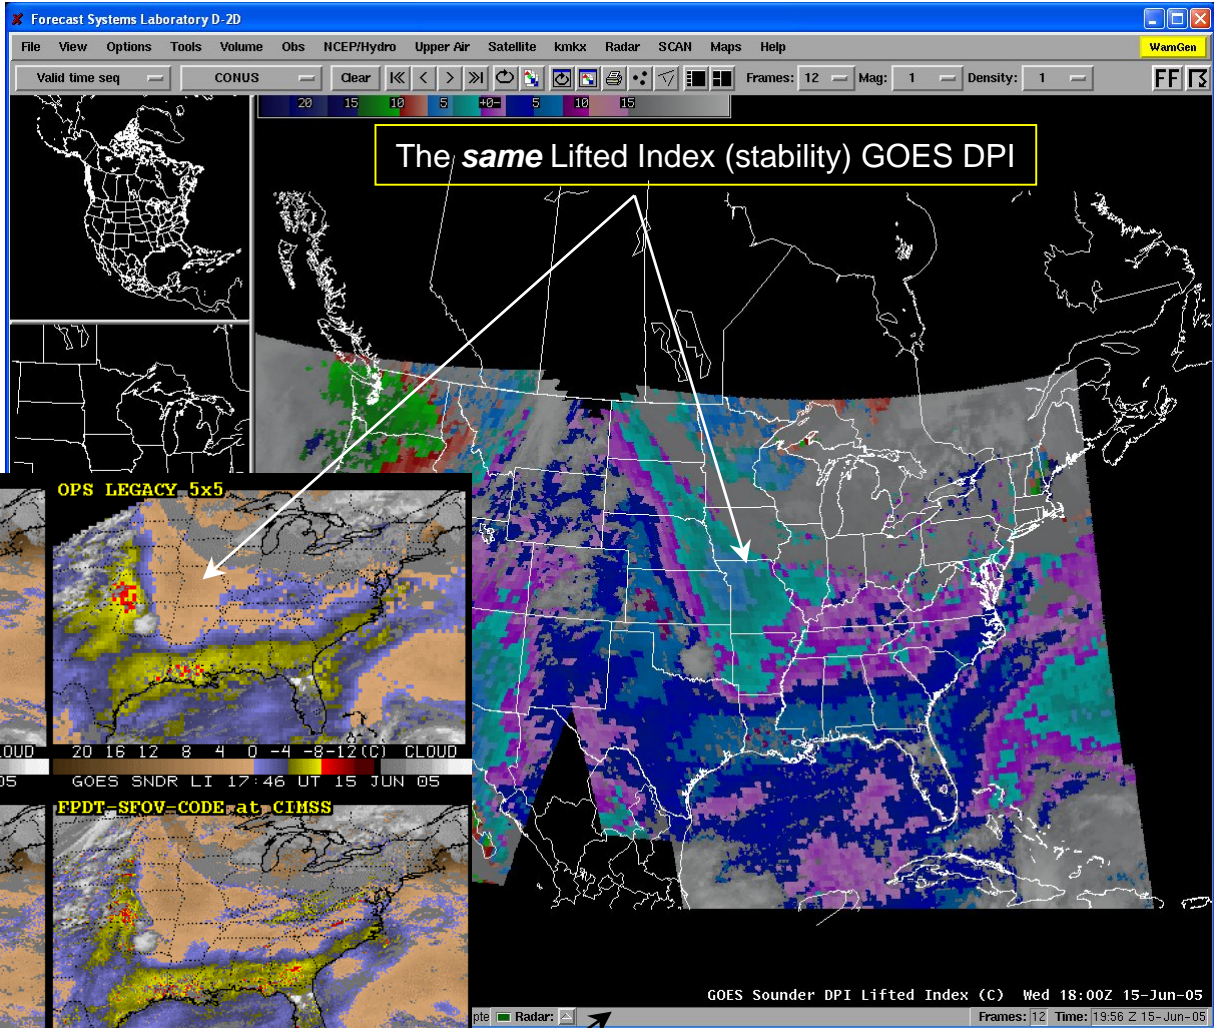 Forecast Systems Laboratory D-2D
File View Options Tools Volume Obs NCEP/Hydro Upper Air Satellite kmkx Radar SCAN Maps Help WarnGen
Valid time seq CONUS Clear Frames: 12 Mag: 1 Density: 1 FF
20 15 10 5 +0- 5 10 15
The same Lifted Index (stability) GOES DPI
OPS LEGACY 5x5
LOUD 20 16 12 8 4 0 -4 -8-12(C) CLOUD
05 GOES SNDR LI 17:46 UT 15 JUN 05
FPDT-SFOV-CODE at CIMSS
GOES Sounder DPI Lifted Index (C) Wed 18:00Z 15-Jun-05
pte Radar: Frames: 12 Time: 19:56 Z 15-Jun-05